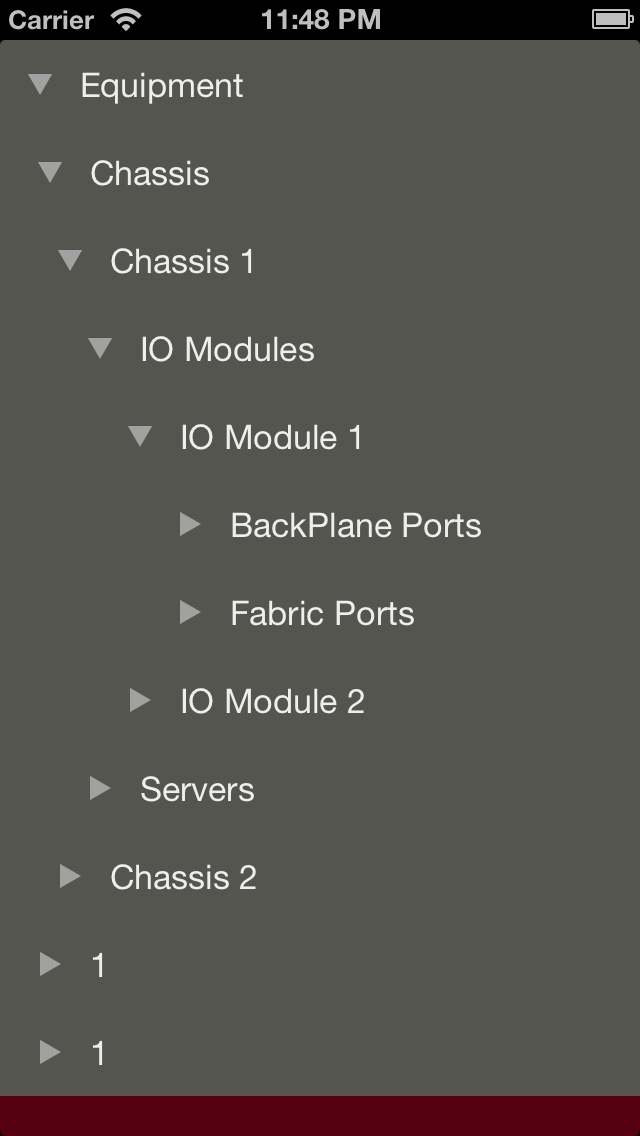 Carrier 11:48 PM
Equipment
Chassis
Chassis 1
IO Modules
IO Module 1
BackPlane Ports
Fabric Ports
IO Module 2
Servers
Chassis 2
1
1